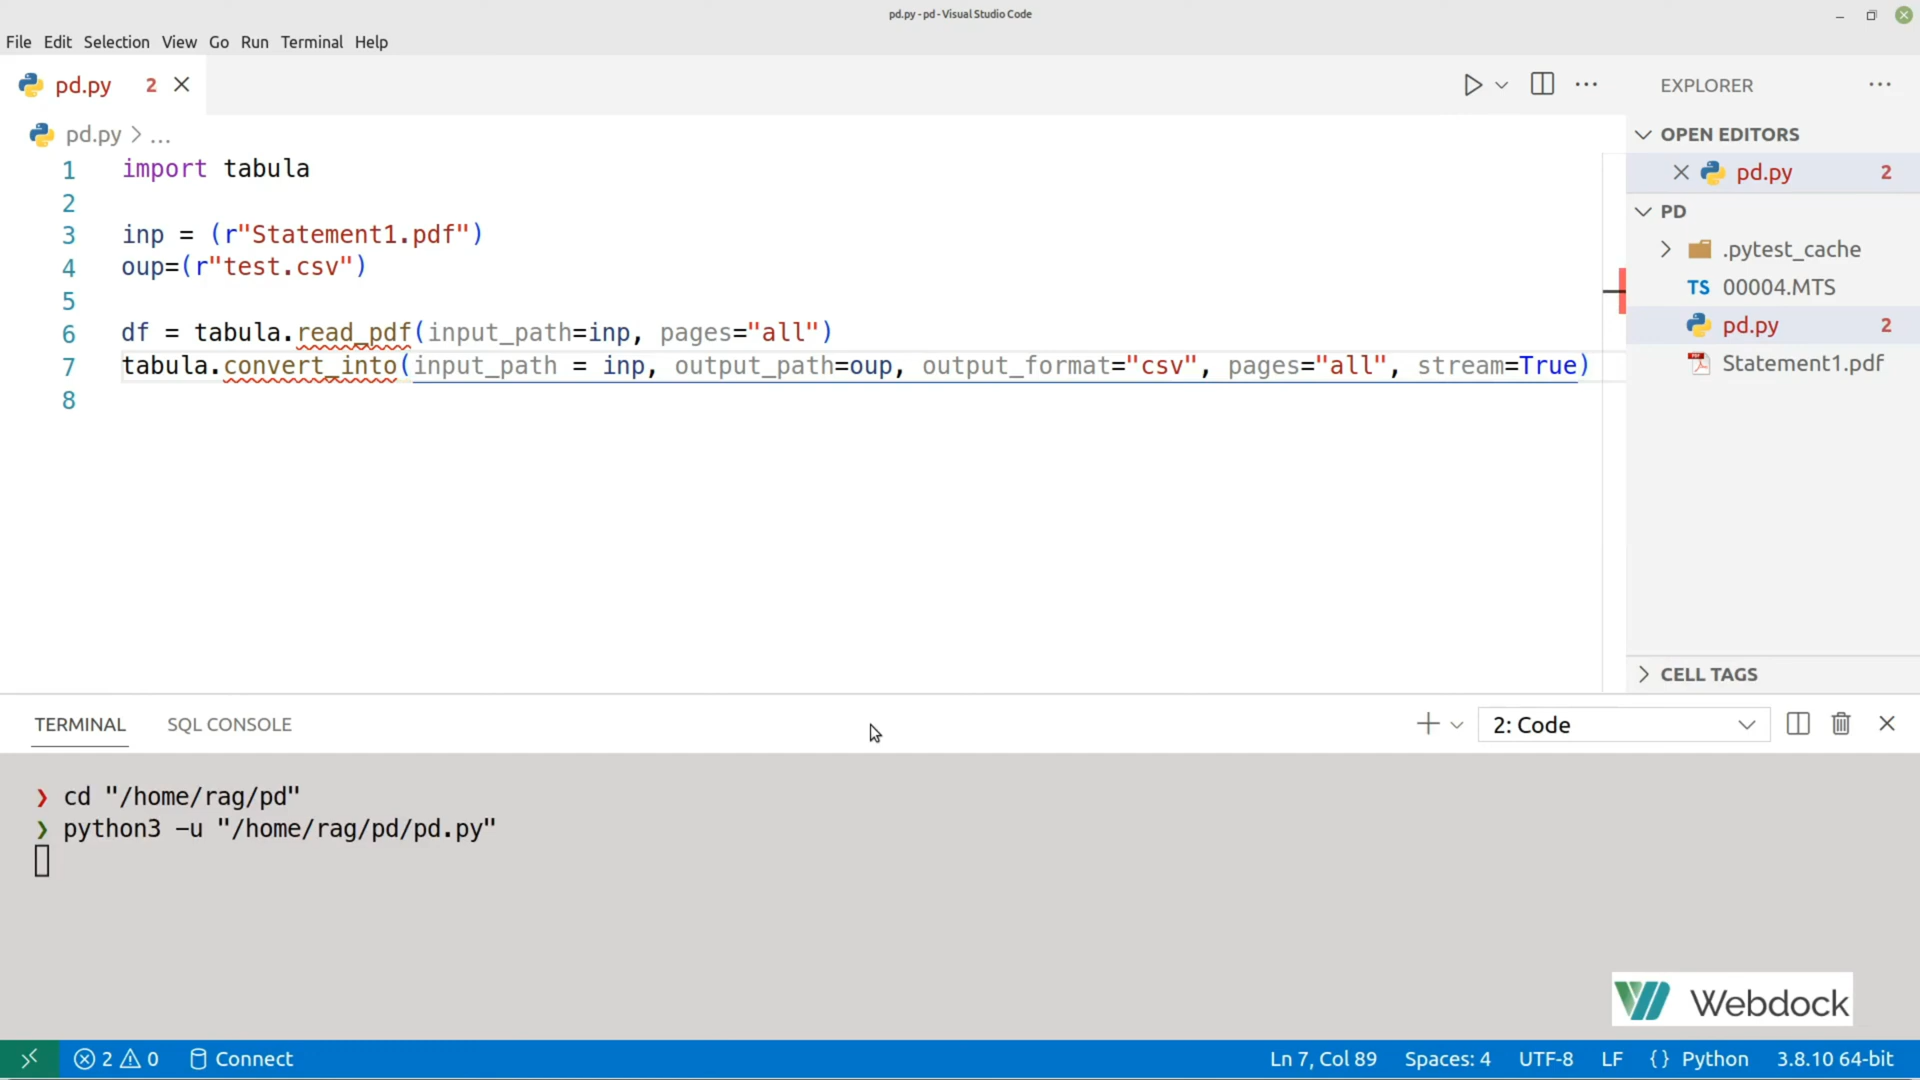 pd.py - pd - Visual Studio Code
File Edit Selection View Go Run Terminal Help
pd.py 2
pd.py > ...
1 import tabula
2
3 inp = (r"Statement1.pdf")
4 oup=(r"test.csv")
5
6 df = tabula.read_pdf(input_path=inp, pages="all")
7 tabula.convert_into(input_path = inp, output_path=oup, output_format="csv", pages="all", stream=True)
8
EXPLORER
OPEN EDITORS
pd.py 2
PD
.pytest_cache
TS 00004.MTS
pd.py 2
Statement1.pdf
CELL TAGS
TERMINAL SQL CONSOLE 2: Code
❯ cd "/home/rag/pd"
❯ python3 -u "/home/rag/pd/pd.py"
Webdock
2 0 Connect Ln 7, Col 89 Spaces: 4 UTF-8 LF {} Python 3.8.10 64-bit